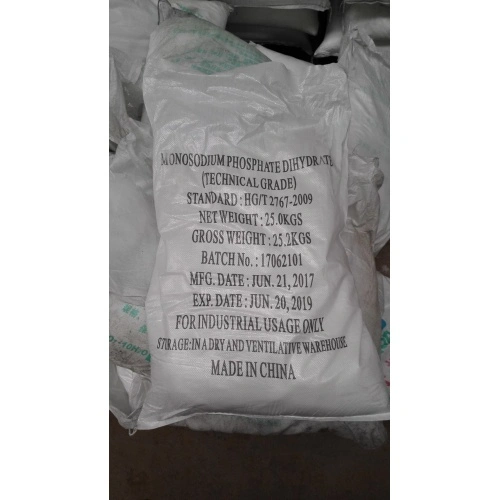 MONOSODIUM PHOSPHATE DIHYDRATE
(TECHNICAL GRADE)
STANDARD : HG/T 2767-2009
NET WEIGHT : 25.0KGS
GROSS WEIGHT : 25.2KGS
BATCH No. : 17062101
MFG. DATE : JUN. 21, 2017
EXP. DATE : JUN. 20, 2019
FOR INDUSTRIAL USAGE ONLY
STORAGE: IN A DRY AND VENTILATIVE WAREHOUSE
MADE IN CHINA